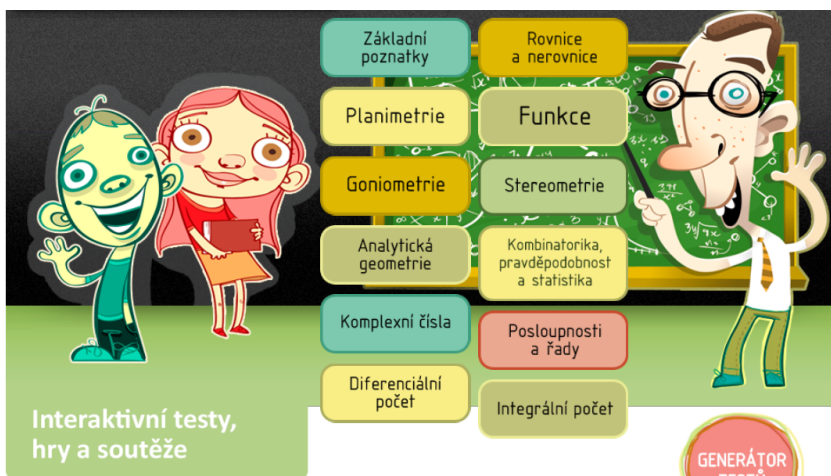 Základní
poznatky
Rovnice
a nerovnice
Planimetrie
Funkce
Goniometrie
Stereometrie
Analytická
geometrie
Kombinatorika,
pravděpodobnost
a statistika
Komplexní čísla
Posloupnosti
a řady
Diferenciální
počet
Integrální počet
Interaktivní testy,
hry a soutěže
GENERÁTOR